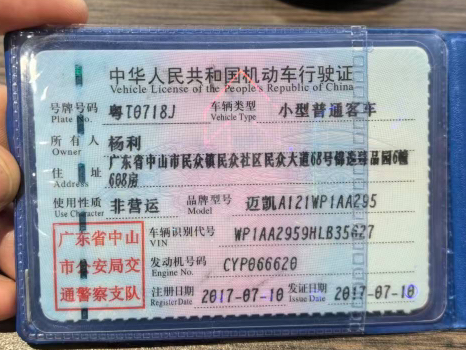 中华人民共和国机动车行驶证
Vehicle License of the People's Republic of China
号牌号码 粤T0718J 车辆类型 小型普通客车
Plate No. Vehicle Type
所有人 杨利
Owner
住址 广东省中山市民众镇民众社区民众大道68号锦逸臻品园6幢
Address 608房
使用性质 非营运 品牌型号 迈凯A121WP1AA295
Use Character Model
广东省中山 车辆识别代号 WP1AA2959HLB35627
VIN
市公安局交 发动机号码 CYP066620
Engine No.
通警察支队 注册日期 2017-07-10 发证日期 2017-07-10
Register Date Issue Date